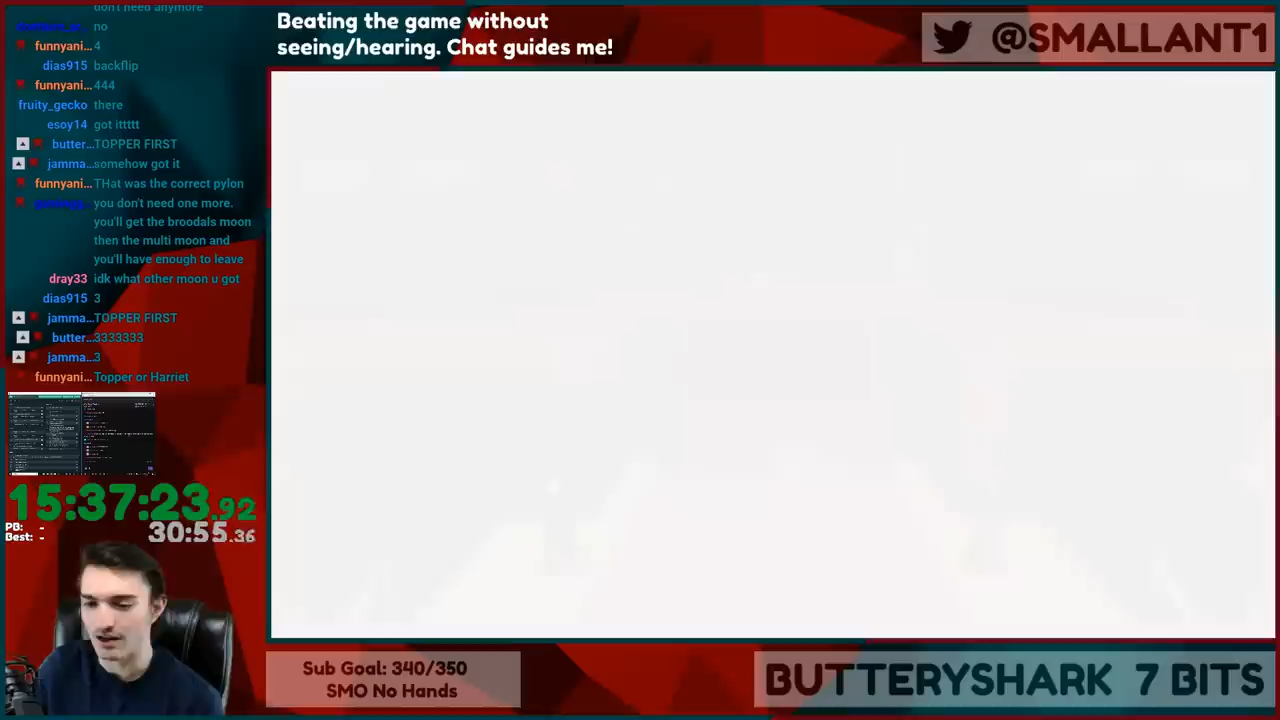 Beating the game without
seeing/hearing. Chat guides me!
@SMALLANT1
don't need anymore
no
funnyani... 4
dias915 backflip
funnyani... 444
fruity_gecko there
esoy14 got ittttt
butter... TOPPER FIRST
jamma... somehow got it
funnyani... THat was the correct pylon
you don't need one more.
you'll get the broodals moon
then the multi moon and
you'll have enough to leave
dray33 idk what other moon u got
dias915 3
jamma... TOPPER FIRST
butter... 3333333
jamma... 3
funnyani... Topper or Harriet
15:37:23.92
PB: -
30:55.36
Best: -
Sub Goal: 340/350
SMO No Hands
BUTTERYSHARK 7 BITS